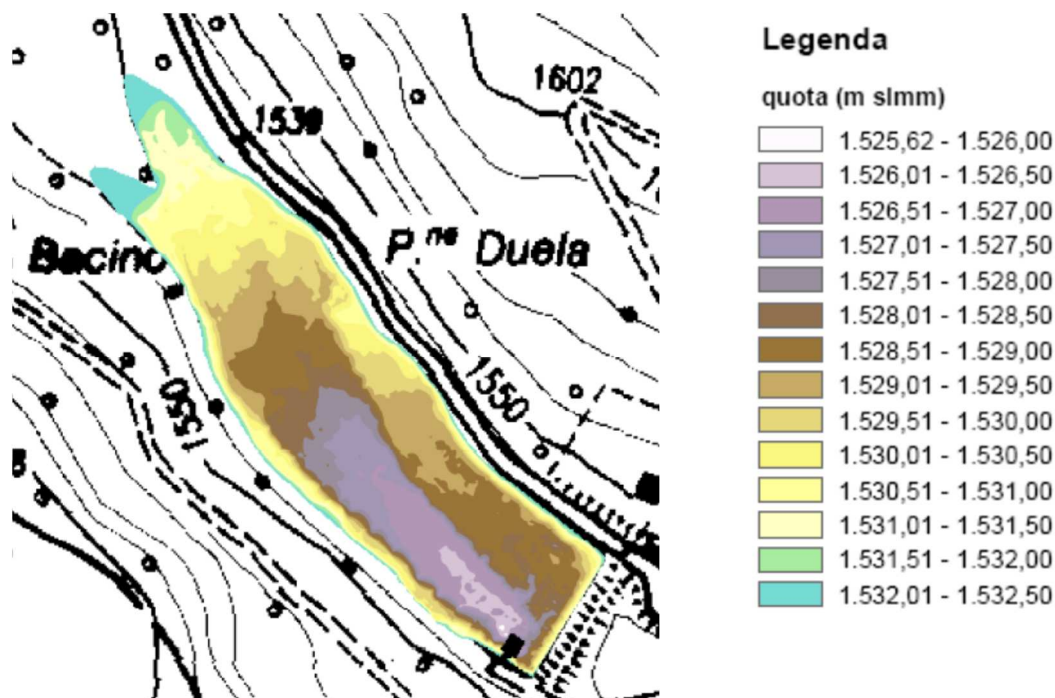 1602
1539
P.ne Duela
Bacino
1550
1550
Legenda
quota (m slmm)
1.525,62 - 1.526,00
1.526,01 - 1.526,50
1.526,51 - 1.527,00
1.527,01 - 1.527,50
1.527,51 - 1.528,00
1.528,01 - 1.528,50
1.528,51 - 1.529,00
1.529,01 - 1.529,50
1.529,51 - 1.530,00
1.530,01 - 1.530,50
1.530,51 - 1.531,00
1.531,01 - 1.531,50
1.531,51 - 1.532,00
1.532,01 - 1.532,50